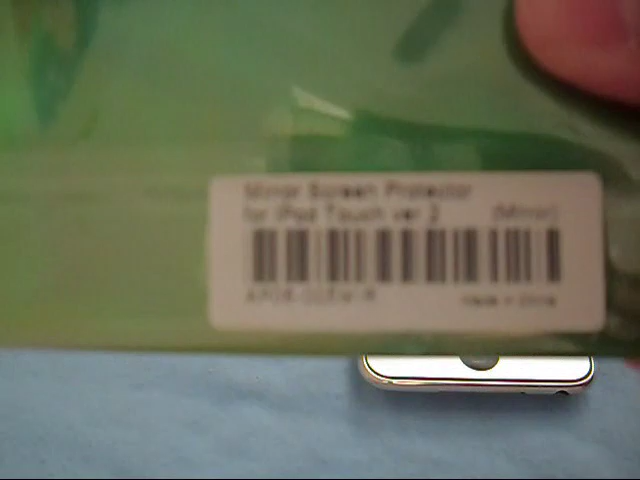 Mirror Screen Protector
for iPod Touch ver 2 (Mirror)
Made in China